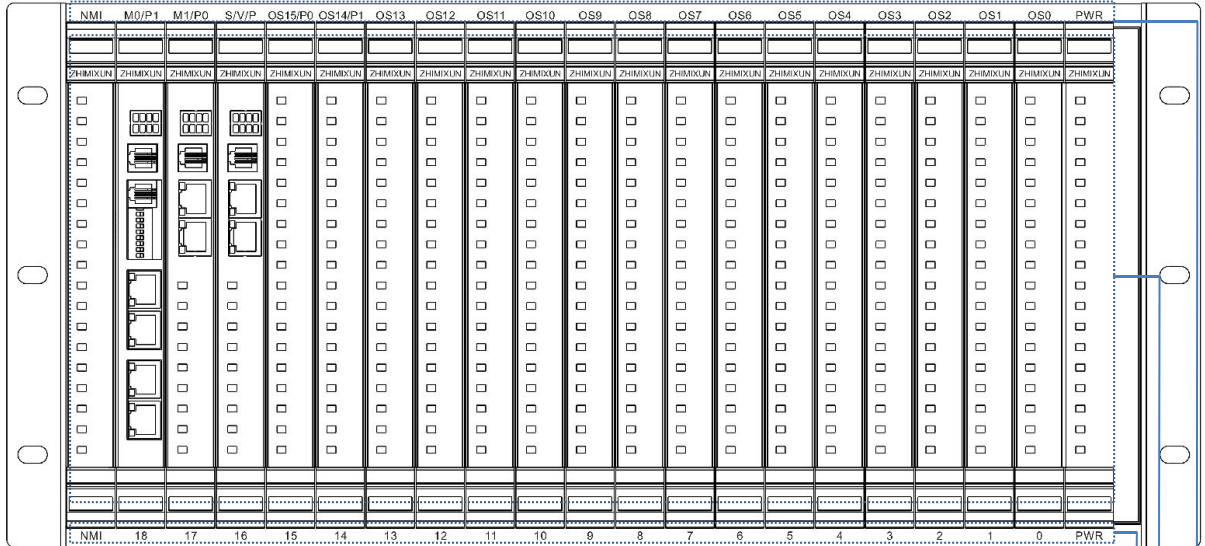 NMI M0/P1 M1/P0 S/V/P OS15/P0 OS14/P1 OS13 OS12 OS11 OS10 OS9 OS8 OS7 OS6 OS5 OS4 OS3 OS2 OS1 OS0 PWR
ZHIMIXUN ZHIMIXUN ZHIMIXUN ZHIMIXUN ZHIMIXUN ZHIMIXUN ZHIMIXUN ZHIMIXUN ZHIMIXUN ZHIMIXUN ZHIMIXUN ZHIMIXUN ZHIMIXUN ZHIMIXUN ZHIMIXUN ZHIMIXUN ZHIMIXUN ZHIMIXUN ZHIMIXUN ZHIMIXUN ZHIMIXUN
NMI 18 17 16 15 14 13 12 11 10 9 8 7 6 5 4 3 2 1 0 PWR